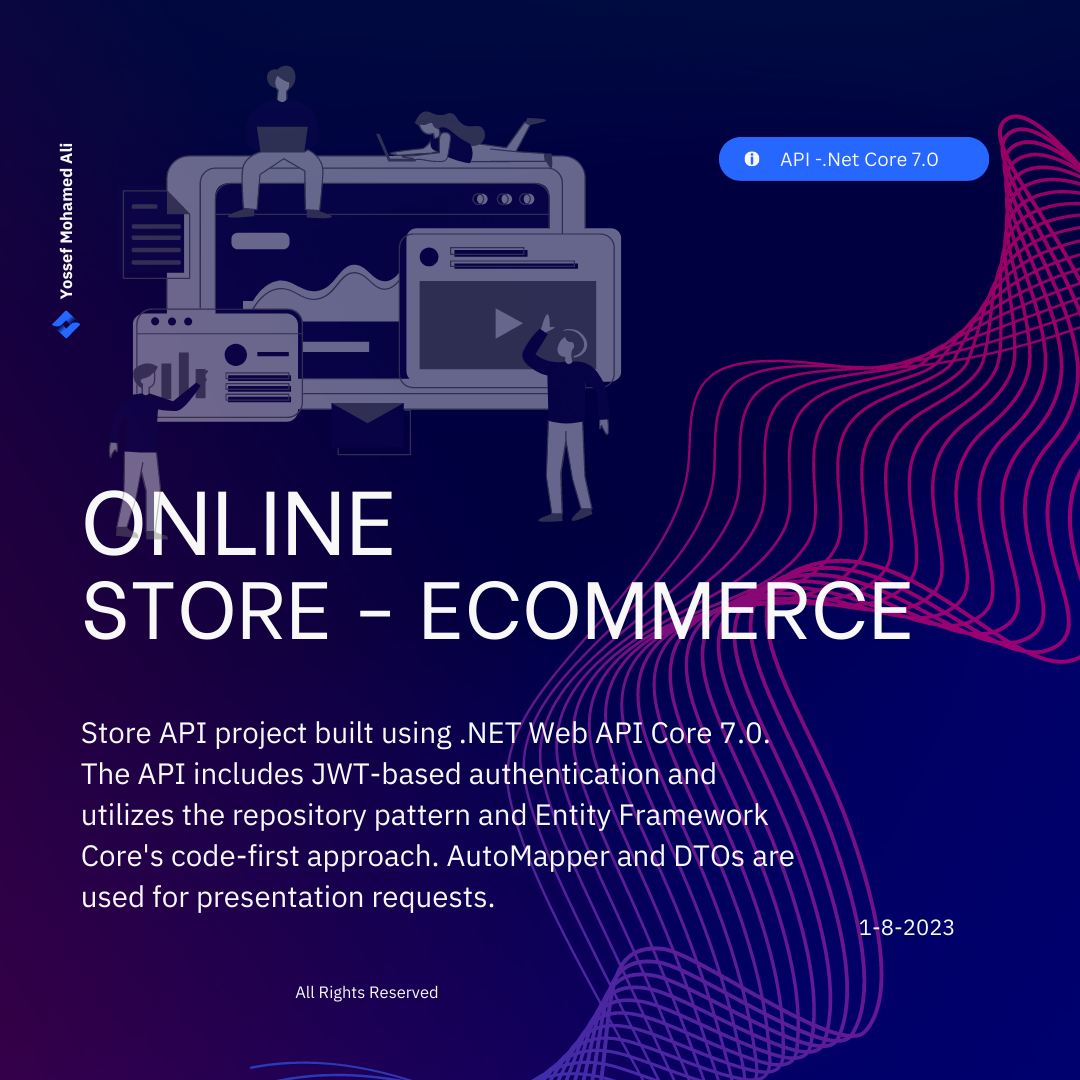 Yossef Mohamed Ali
API -.Net Core 7.0
ONLINE
STORE – ECOMMERCE
Store API project built using .NET Web API Core 7.0.
The API includes JWT-based authentication and
utilizes the repository pattern and Entity Framework
Core's code-first approach. AutoMapper and DTOs are
used for presentation requests.
1-8-2023
All Rights Reserved